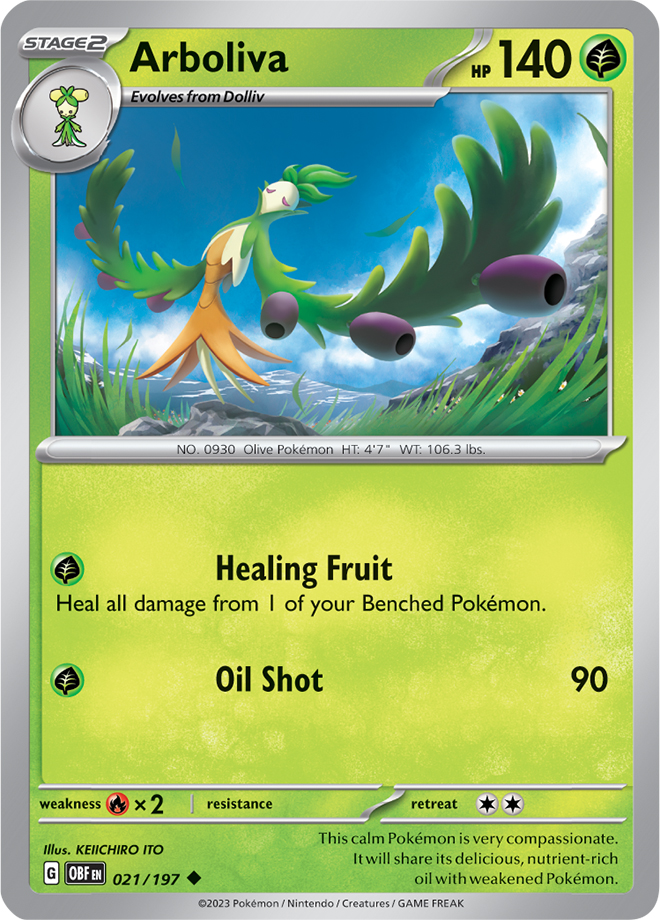 STAGE2
Arboliva
HP 140
Evolves from Dolliv
NO. 0930 Olive Pokémon HT: 4'7" WT: 106.3 lbs.
Healing Fruit
Heal all damage from 1 of your Benched Pokémon.
Oil Shot 90
weakness ×2 resistance retreat
Illus. KEIICHIRO ITO
G OBF EN 021/197
This calm Pokémon is very compassionate.
It will share its delicious, nutrient-rich
oil with weakened Pokémon.
©2023 Pokémon / Nintendo / Creatures / GAME FREAK